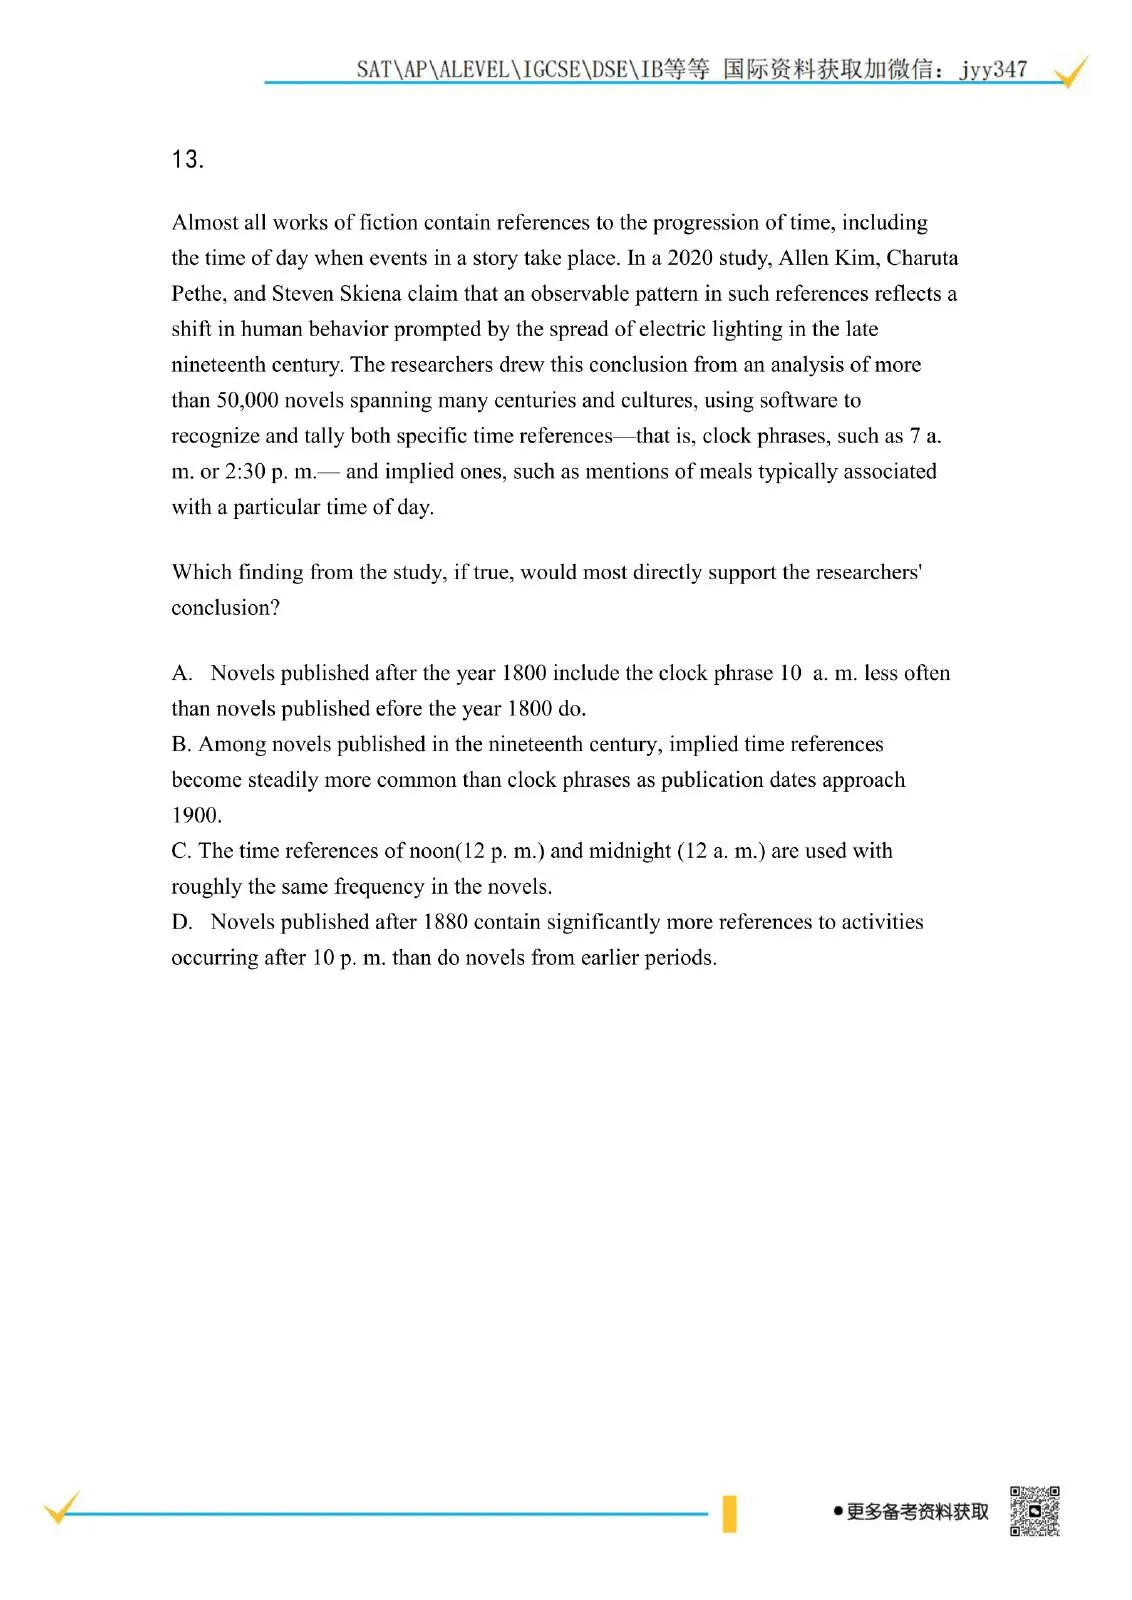 SAT\AP\ALEVEL\IGCSE\DSE\IB等等 国际资料获取加微信：jyy347
13.
Almost all works of fiction contain references to the progression of time, including
the time of day when events in a story take place. In a 2020 study, Allen Kim, Charuta
Pethe, and Steven Skiena claim that an observable pattern in such references reflects a
shift in human behavior prompted by the spread of electric lighting in the late
nineteenth century. The researchers drew this conclusion from an analysis of more
than 50,000 novels spanning many centuries and cultures, using software to
recognize and tally both specific time references—that is, clock phrases, such as 7 a.
m. or 2:30 p. m.— and implied ones, such as mentions of meals typically associated
with a particular time of day.
Which finding from the study, if true, would most directly support the researchers'
conclusion?
A. Novels published after the year 1800 include the clock phrase 10 a. m. less often
than novels published efore the year 1800 do.
B. Among novels published in the nineteenth century, implied time references
become steadily more common than clock phrases as publication dates approach
1900.
C. The time references of noon(12 p. m.) and midnight (12 a. m.) are used with
roughly the same frequency in the novels.
D. Novels published after 1880 contain significantly more references to activities
occurring after 10 p. m. than do novels from earlier periods.
●更多备考资料获取